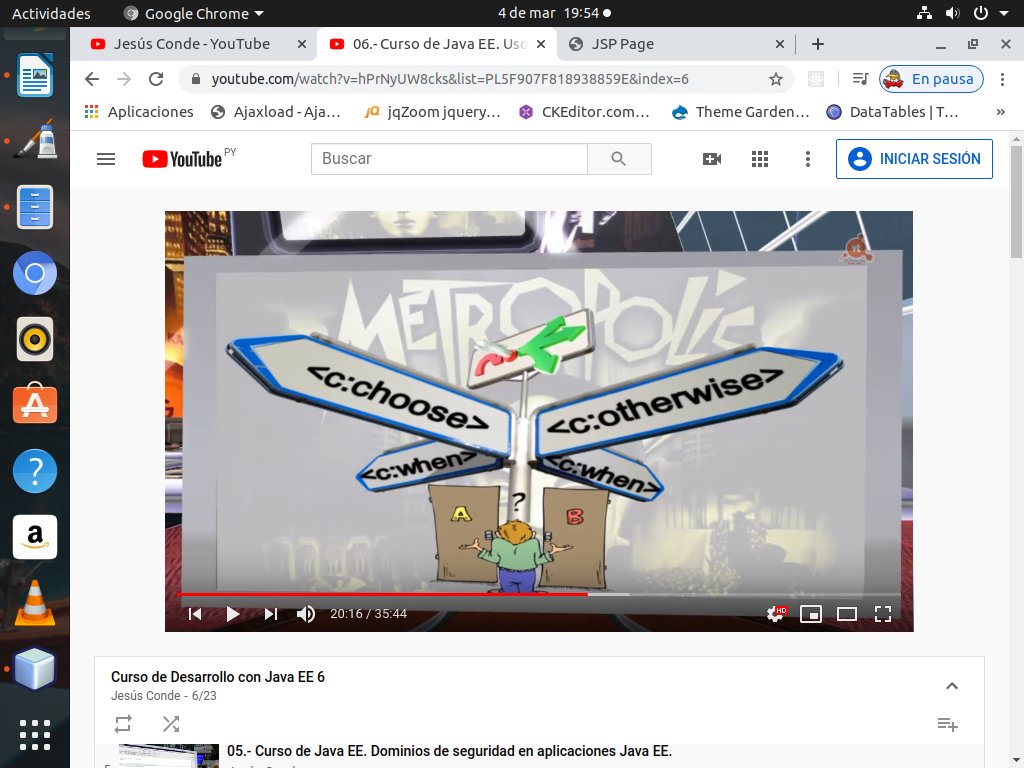 Actividades
Google Chrome
4 de mar 19:54
Jesús Conde - YouTube
06.- Curso de Java EE. Uso
JSP Page
youtube.com/watch?v=hPrNyUW8cks&list=PL5F907F818938859E&index=6
En pausa
Aplicaciones
Ajaxload - Aja...
jqZoom jquery...
CKEditor.com...
Theme Garden...
DataTables | T...
»
YouTube PY
Buscar
INICIAR SESIÓN
METROPOLIS
<c:choose>
<c:otherwise>
<c:when>
<c:when>
?
A
B
20:16 / 35:44
HD
Curso de Desarrollo con Java EE 6
Jesús Conde - 6/23
05.- Curso de Java EE. Dominios de seguridad en aplicaciones Java EE.